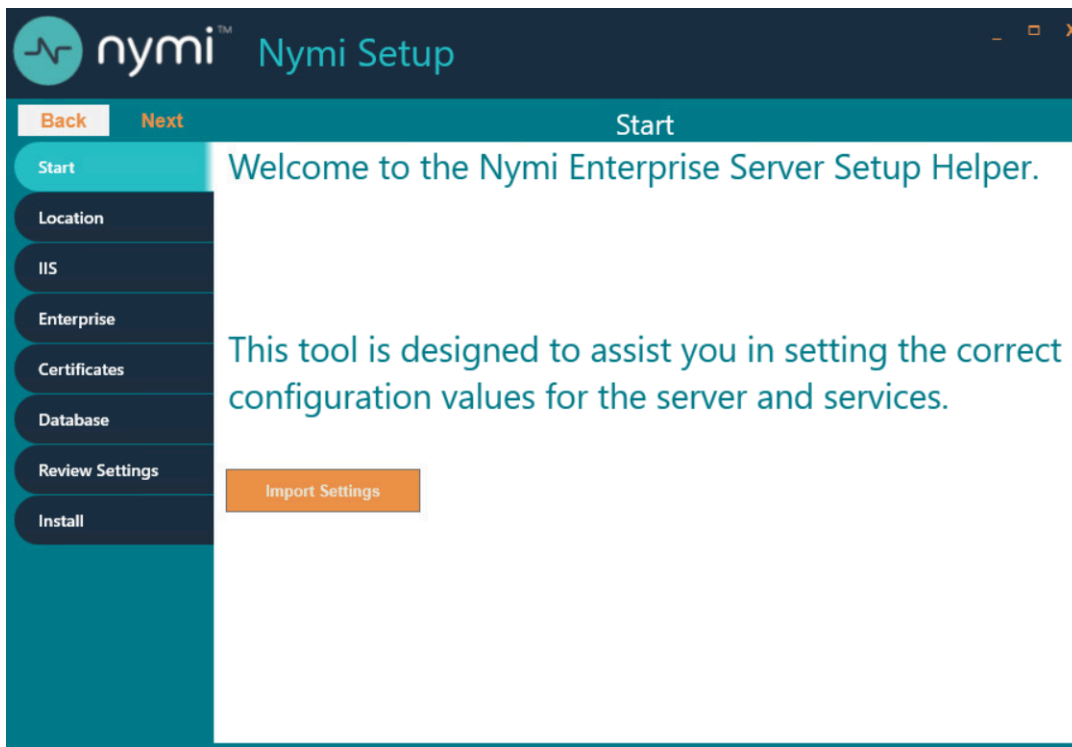 nymi™ Nymi Setup
Back Next Start
Start
Welcome to the Nymi Enterprise Server Setup Helper.
Location
IIS
Enterprise
This tool is designed to assist you in setting the correct
configuration values for the server and services.
Certificates
Database
Review Settings
Import Settings
Install